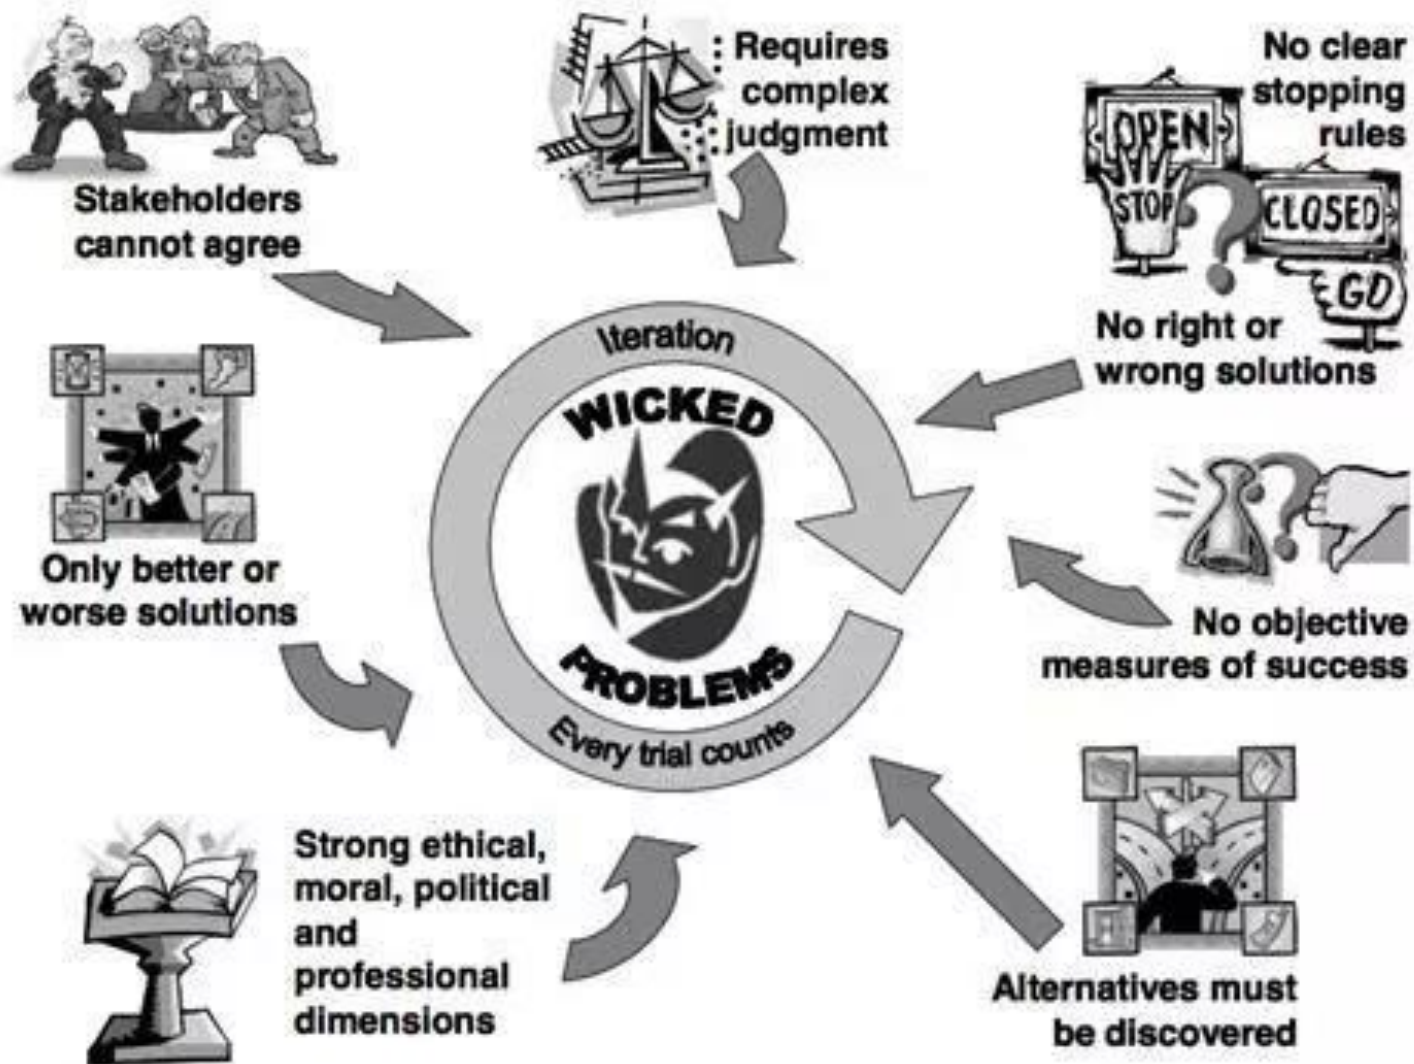 Stakeholders
cannot agree
Requires
complex
judgment
No clear
stopping
rules
OPEN
STOP
CLOSED
GO
No right or
wrong solutions
Iteration
WICKED
PROBLEMS
Every trial counts
Only better or
worse solutions
No objective
measures of success
Strong ethical,
moral, political
and
professional
dimensions
Alternatives must
be discovered